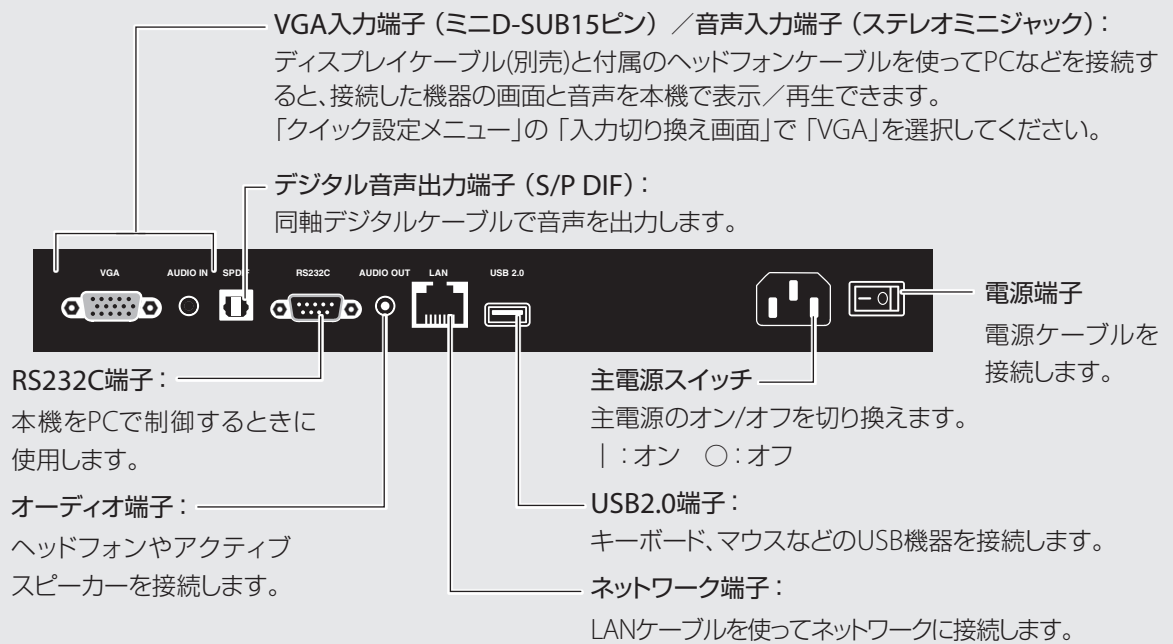 VGA入力端子(ミニD-SUB15ピン)/音声入力端子(ステレオミニジャック):
ディスプレイケーブル(別売)と付属のヘッドフォンケーブルを使ってPCなどを接続す
ると、接続した機器の画面と音声を本機で表示/再生できます。
「クイック設定メニュー」の「入力切り換え画面」で「VGA」を選択してください。
デジタル音声出力端子(S/P DIF):
同軸デジタルケーブルで音声を出力します。
VGA AUDIO IN SPDIF RS232C AUDIO OUT LAN USB 2.0
電源端子
電源ケーブルを
接続します。
RS232C端子:
本機をPCで制御するときに
使用します。
主電源スイッチ
主電源のオン/オフを切り換えます。
|:オン ○:オフ
オーディオ端子:
ヘッドフォンやアクティブ
スピーカーを接続します。
USB2.0端子:
キーボード、マウスなどのUSB機器を接続します。
ネットワーク端子:
LANケーブルを使ってネットワークに接続します。